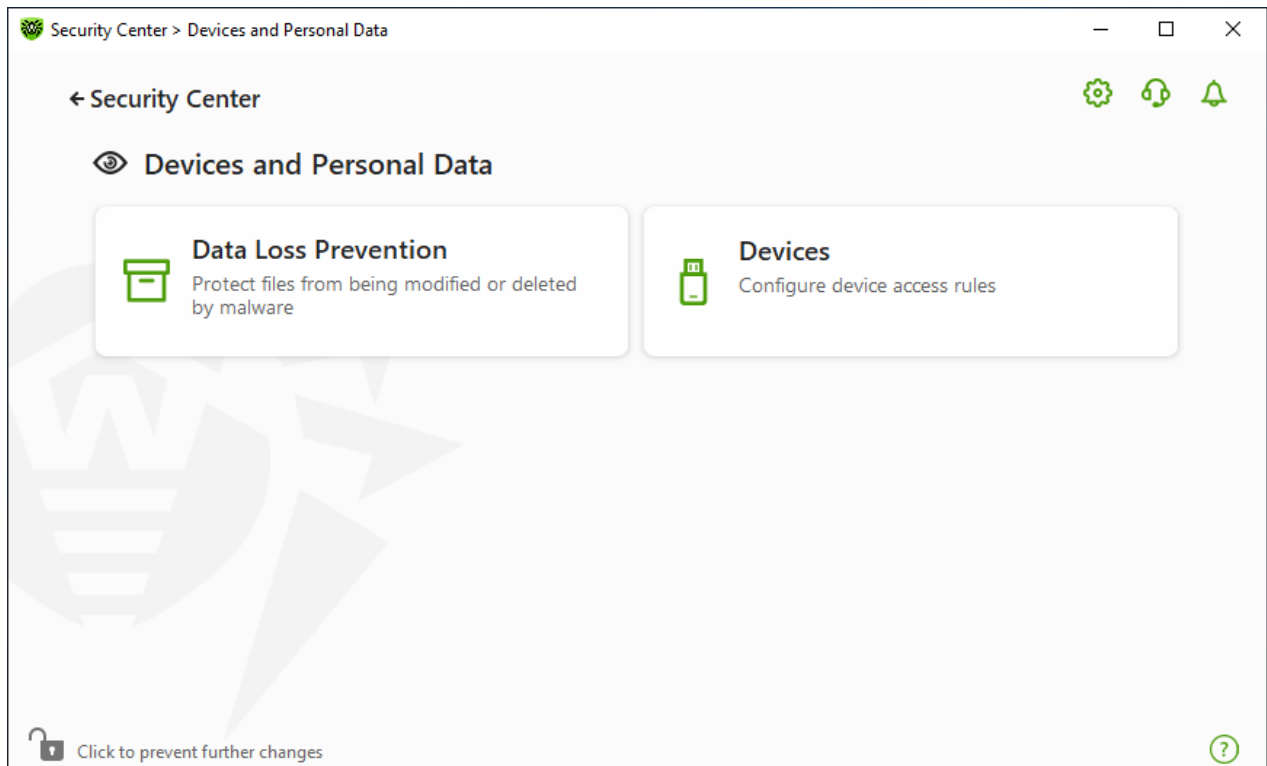 Security Center > Devices and Personal Data
Security Center
Devices and Personal Data
Data Loss Prevention
Protect files from being modified or deleted
by malware
Devices
Configure device access rules
Click to prevent further changes
?